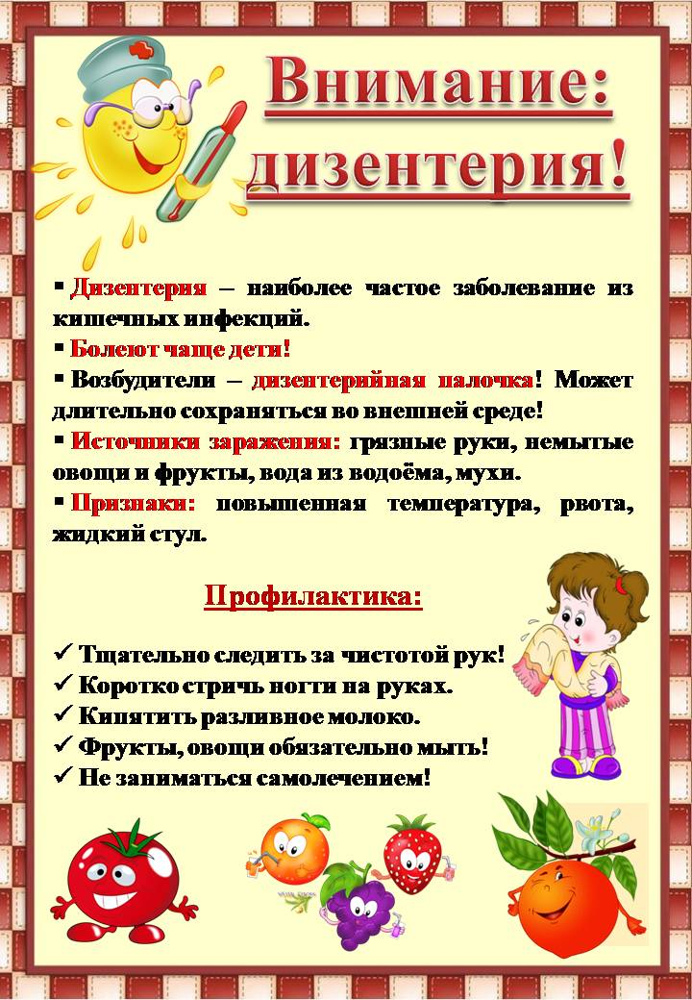 Внимание:
дизентерия!
▪ Дизентерия – наиболее частое заболевание из
кишечных инфекций.
▪ Болеют чаще дети!
▪ Возбудители – дизентерийная палочка! Может
длительно сохраняться во внешней среде!
▪ Источники заражения: грязные руки, немытые
овощи и фрукты, вода из водоёма, мухи.
▪ Признаки: повышенная температура, рвота,
жидкий стул.
Профилактика:
✓ Тщательно следить за чистотой рук!
✓ Коротко стричь ногти на руках.
✓ Кипятить разливное молоко.
✓ Фрукты, овощи обязательно мыть!
✓ Не заниматься самолечением!